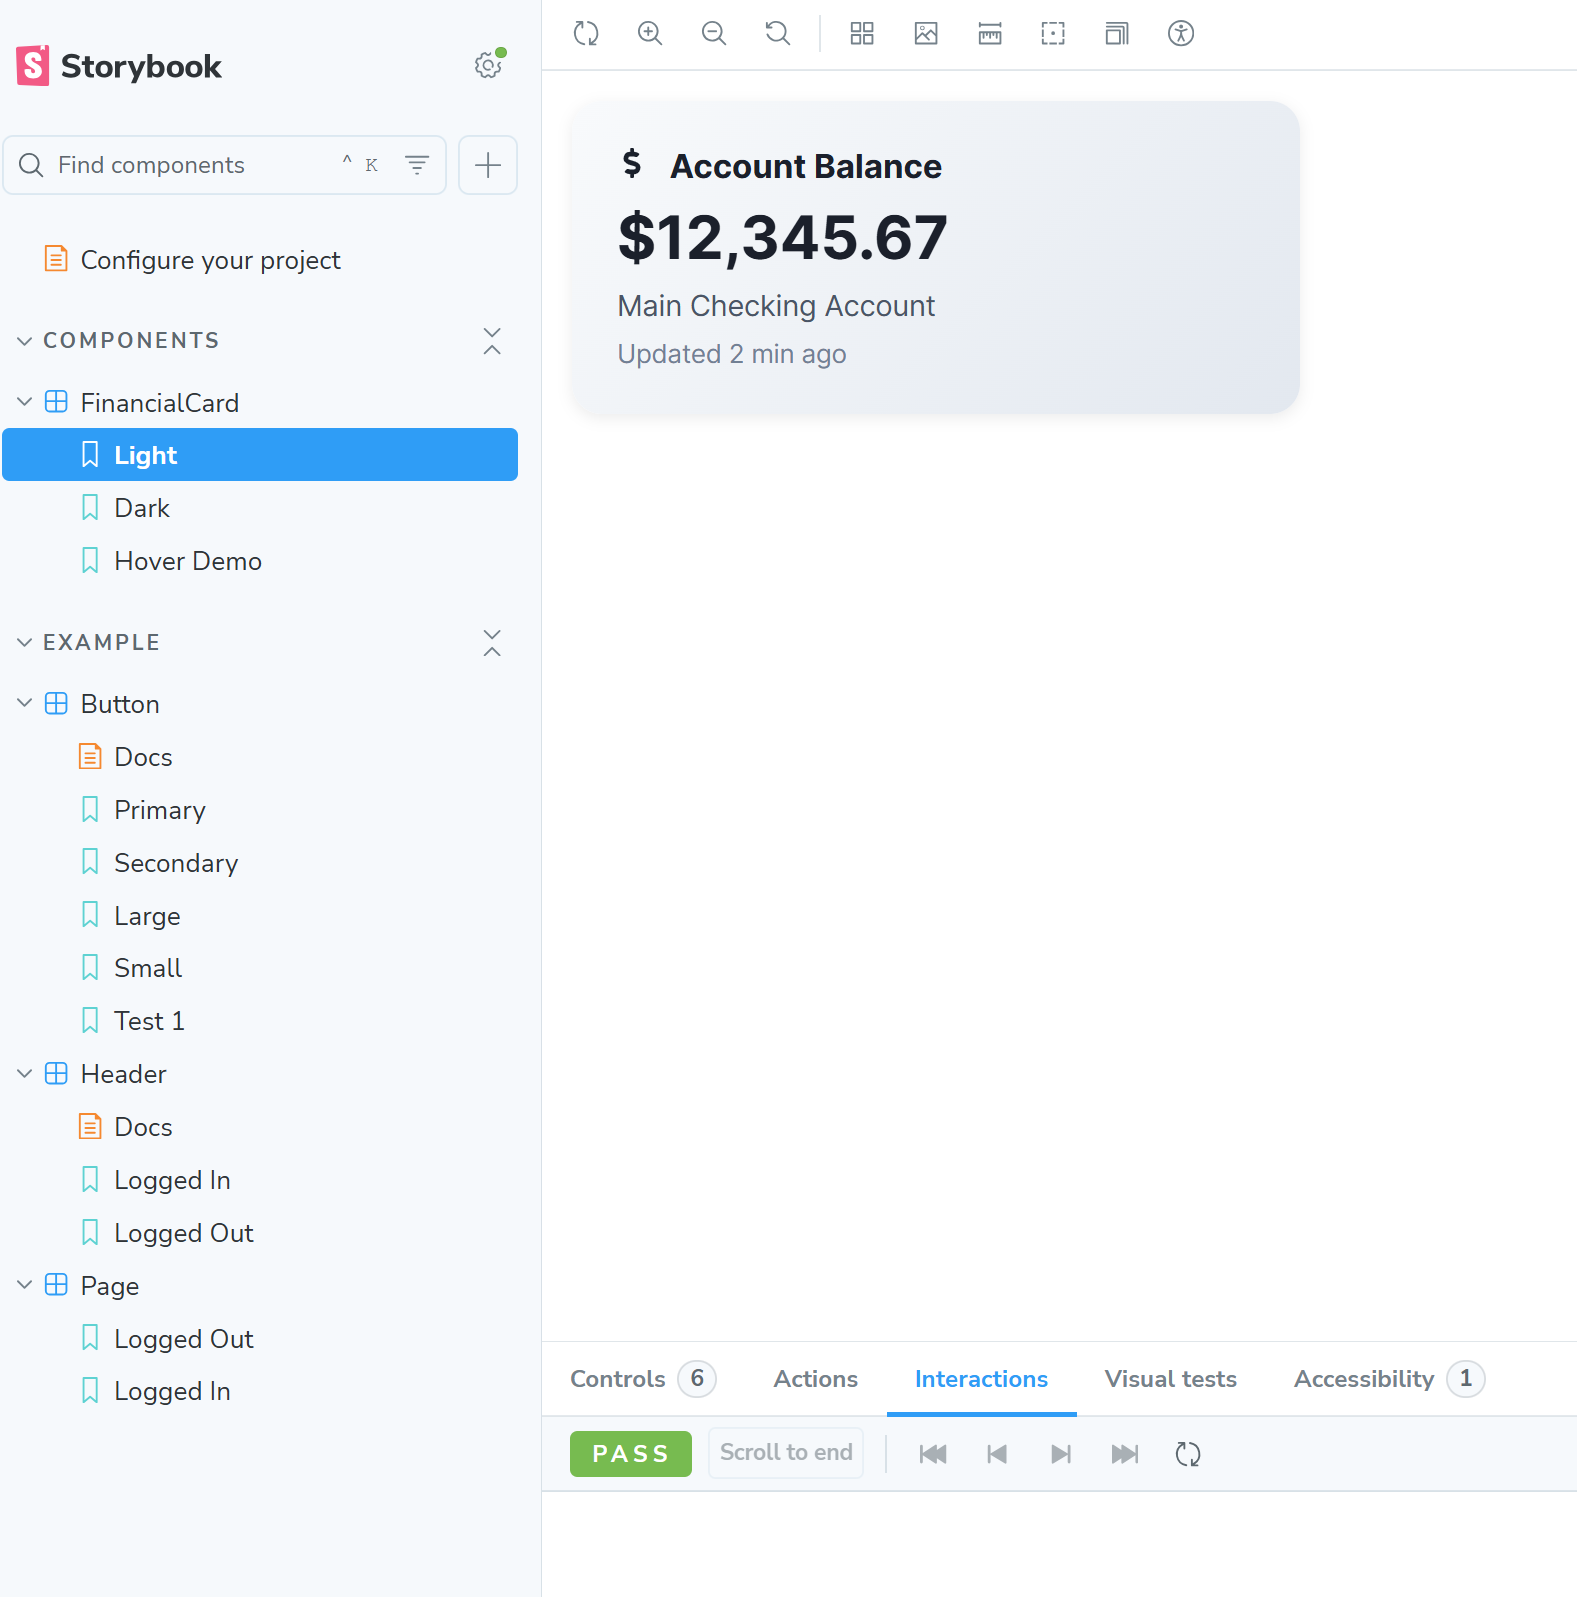 Storybook
Find components
^ K
Configure your project
COMPONENTS
FinancialCard
Light
Dark
Hover Demo
EXAMPLE
Button
Docs
Primary
Secondary
Large
Small
Test 1
Header
Docs
Logged In
Logged Out
Page
Logged Out
Logged In
$ Account Balance
$12,345.67
Main Checking Account
Updated 2 min ago
Controls 6 Actions Interactions Visual tests Accessibility 1
PASS Scroll to end